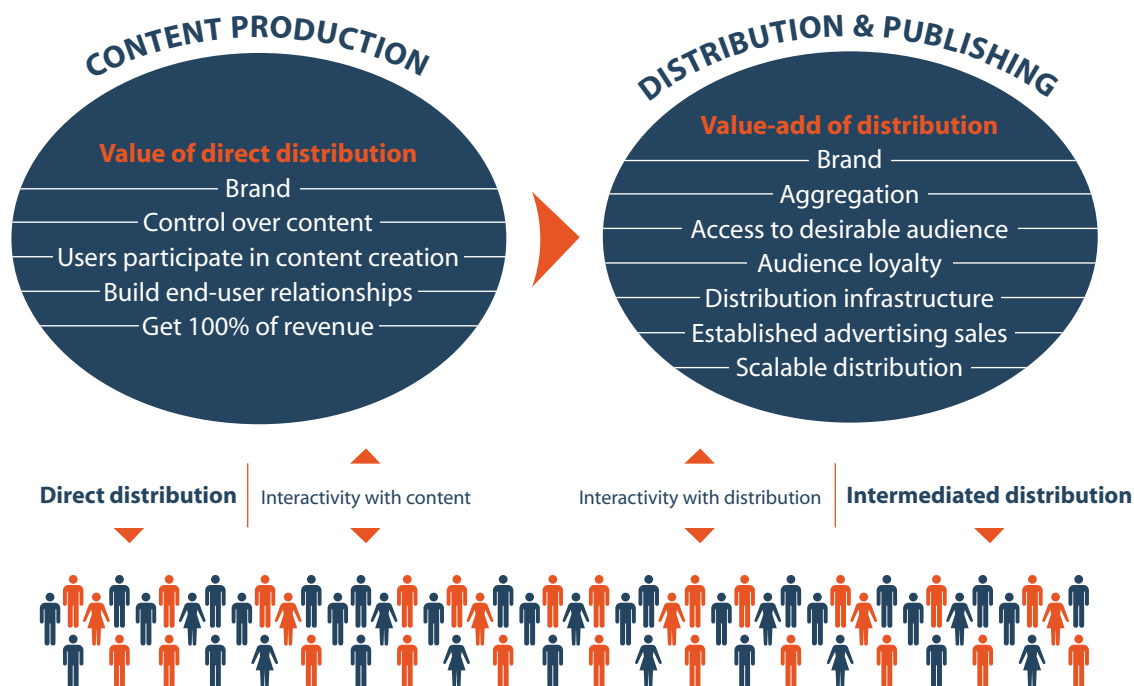 CONTENT PRODUCTION
Value of direct distribution
Brand
Control over content
Users participate in content creation
Build end-user relationships
Get 100% of revenue
DISTRIBUTION & PUBLISHING
Value-add of distribution
Brand
Aggregation
Access to desirable audience
Audience loyalty
Distribution infrastructure
Established advertising sales
Scalable distribution
Direct distribution
Interactivity with content
Interactivity with distribution
Intermediated distribution